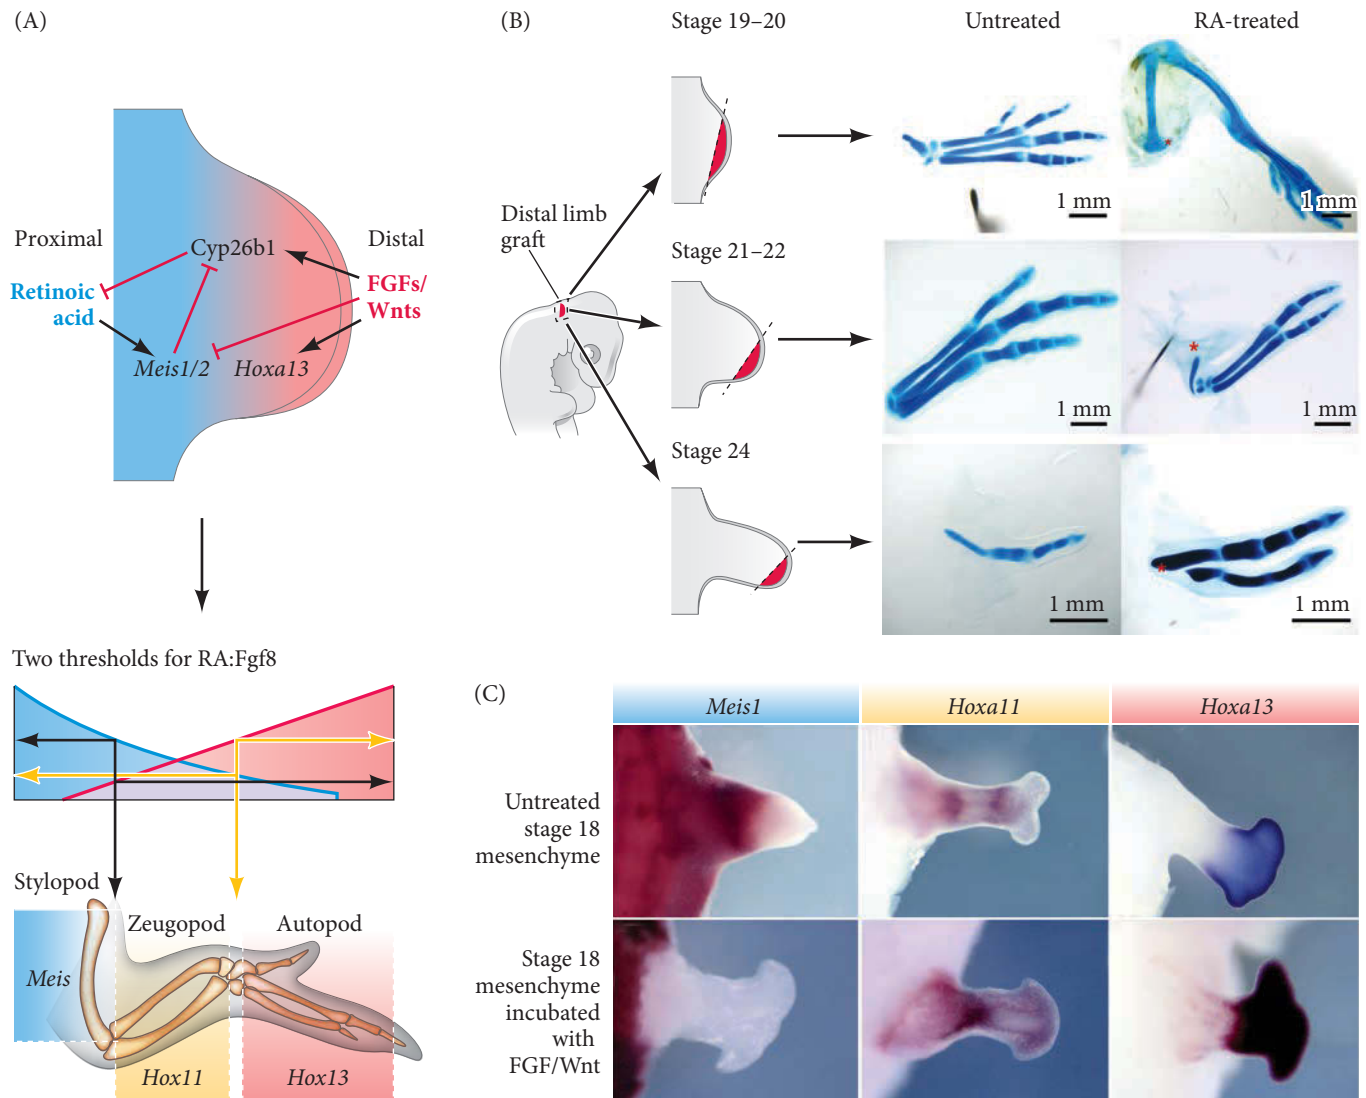 (A)
Proximal
Distal
Cyp26b1
Retinoic
acid
FGFs/
Wnts
Meis1/2
Hoxa13
Two thresholds for RA:Fgf8
Stylopod
Zeugopod
Autopod
Meis
Hox11
Hox13
(B)
Stage 19–20
Untreated
RA-treated
1 mm
1 mm
Distal limb
graft
Stage 21–22
*
1 mm
*
1 mm
Stage 24
1 mm
*
1 mm
(C)
Meis1
Hoxa11
Hoxa13
Untreated
stage 18
mesenchyme
Stage 18
mesenchyme
incubated
with
FGF/Wnt